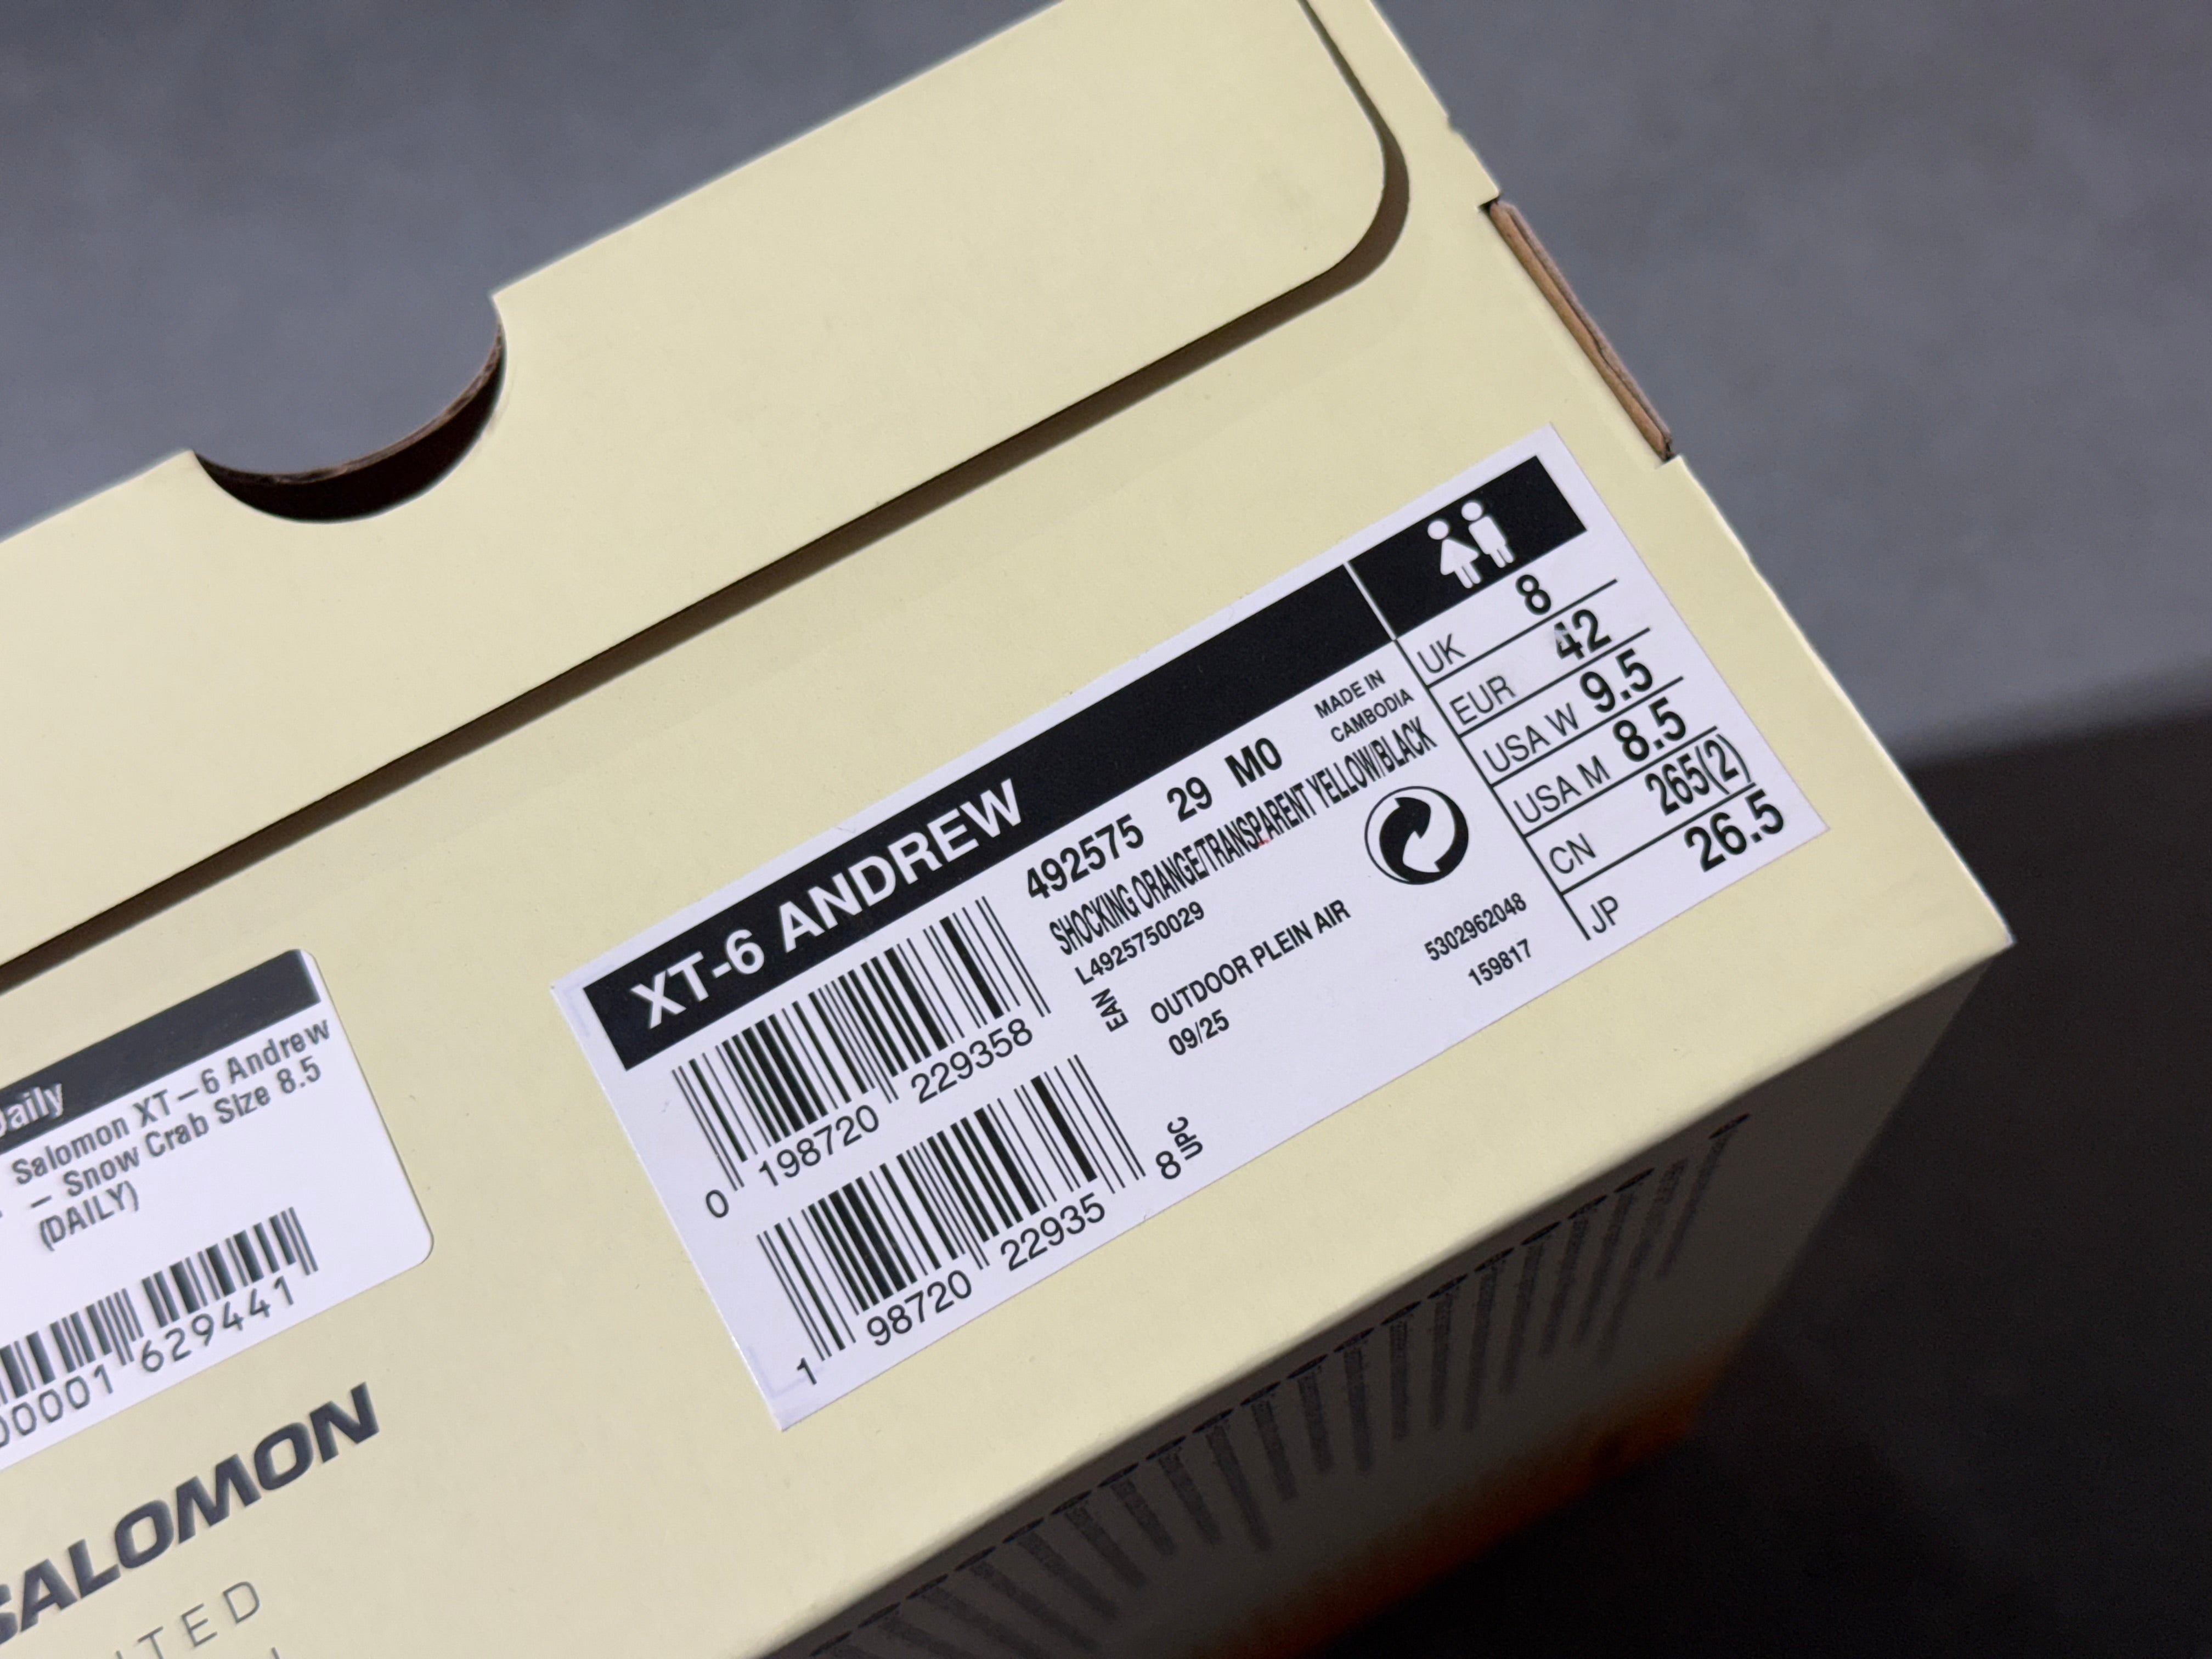 XT-6 ANDREW
492575 29 M0
MADE IN
CAMBODIA
SHOCKING ORANGE/TRANSPARENT YELLOW/BLACK
L4925750029
EAN
OUTDOOR PLEIN AIR
09/25
5302962048
159817
0 198720 229358
1 98720 22935 8
UPC
UK 8
EUR 42
USA W 9.5
USA M 8.5
CN 265(2)
JP 26.5
Daily
Salomon XT-6 Andrew
- Snow Crab Size 8.5
(DAILY)
00001 629441
SALOMON
ITED